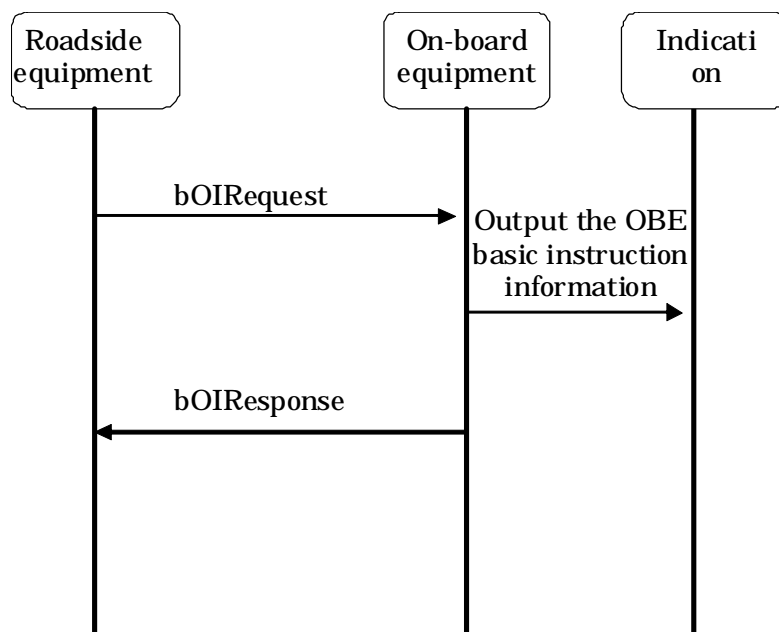 Roadside
equipment
On-board
equipment
Indicati
on
bOIRequest
Output the OBE
basic instruction
information
bOIResponse